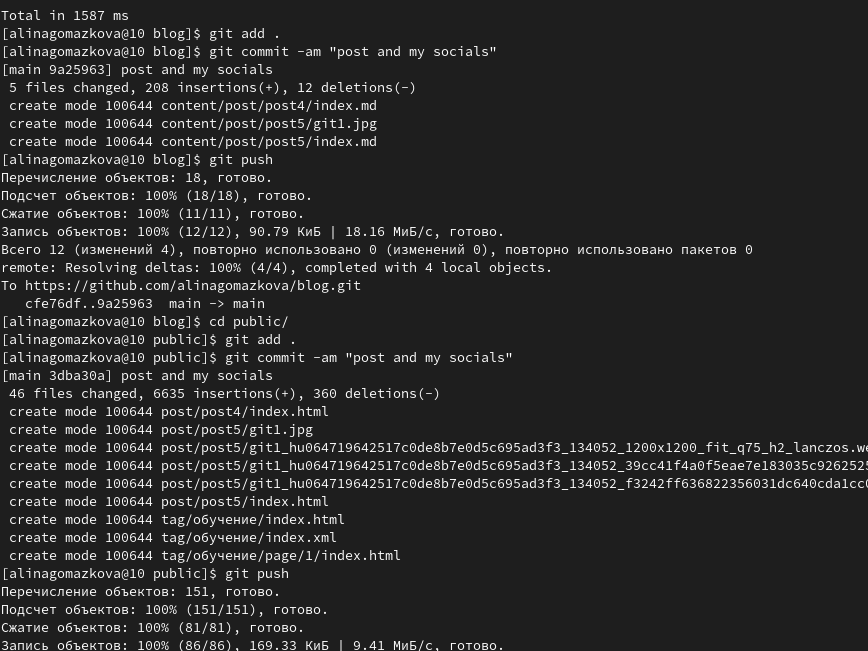 Total in 1587 ms
[alinagomazkova@10 blog]$ git add .
[alinagomazkova@10 blog]$ git commit -am "post and my socials"
[main 9a25963] post and my socials
 5 files changed, 208 insertions(+), 12 deletions(-)
 create mode 100644 content/post/post4/index.md
 create mode 100644 content/post/post5/git1.jpg
 create mode 100644 content/post/post5/index.md
[alinagomazkova@10 blog]$ git push
Перечисление объектов: 18, готово.
Подсчет объектов: 100% (18/18), готово.
Сжатие объектов: 100% (11/11), готово.
Запись объектов: 100% (12/12), 90.79 КиБ | 18.16 МиБ/с, готово.
Всего 12 (изменений 4), повторно использовано 0 (изменений 0), повторно использовано пакетов 0
remote: Resolving deltas: 100% (4/4), completed with 4 local objects.
To https://github.com/alinagomazkova/blog.git
   cfe76df..9a25963  main -> main
[alinagomazkova@10 blog]$ cd public/
[alinagomazkova@10 public]$ git add .
[alinagomazkova@10 public]$ git commit -am "post and my socials"
[main 3dba30a] post and my socials
 46 files changed, 6635 insertions(+), 360 deletions(-)
 create mode 100644 post/post4/index.html
 create mode 100644 post/post5/git1.jpg
 create mode 100644 post/post5/git1_hu064719642517c0de8b7e0d5c695ad3f3_134052_1200x1200_fit_q75_h2_lanczos.we
 create mode 100644 post/post5/git1_hu064719642517c0de8b7e0d5c695ad3f3_134052_39cc41f4a0f5eae7e183035c9262525
 create mode 100644 post/post5/git1_hu064719642517c0de8b7e0d5c695ad3f3_134052_f3242ff636822356031dc640cda1cc0
 create mode 100644 post/post5/index.html
 create mode 100644 tag/обучение/index.html
 create mode 100644 tag/обучение/index.xml
 create mode 100644 tag/обучение/page/1/index.html
[alinagomazkova@10 public]$ git push
Перечисление объектов: 151, готово.
Подсчет объектов: 100% (151/151), готово.
Сжатие объектов: 100% (81/81), готово.
Запись объектов: 100% (86/86), 169.33 КиБ | 9.41 МиБ/с, готово.